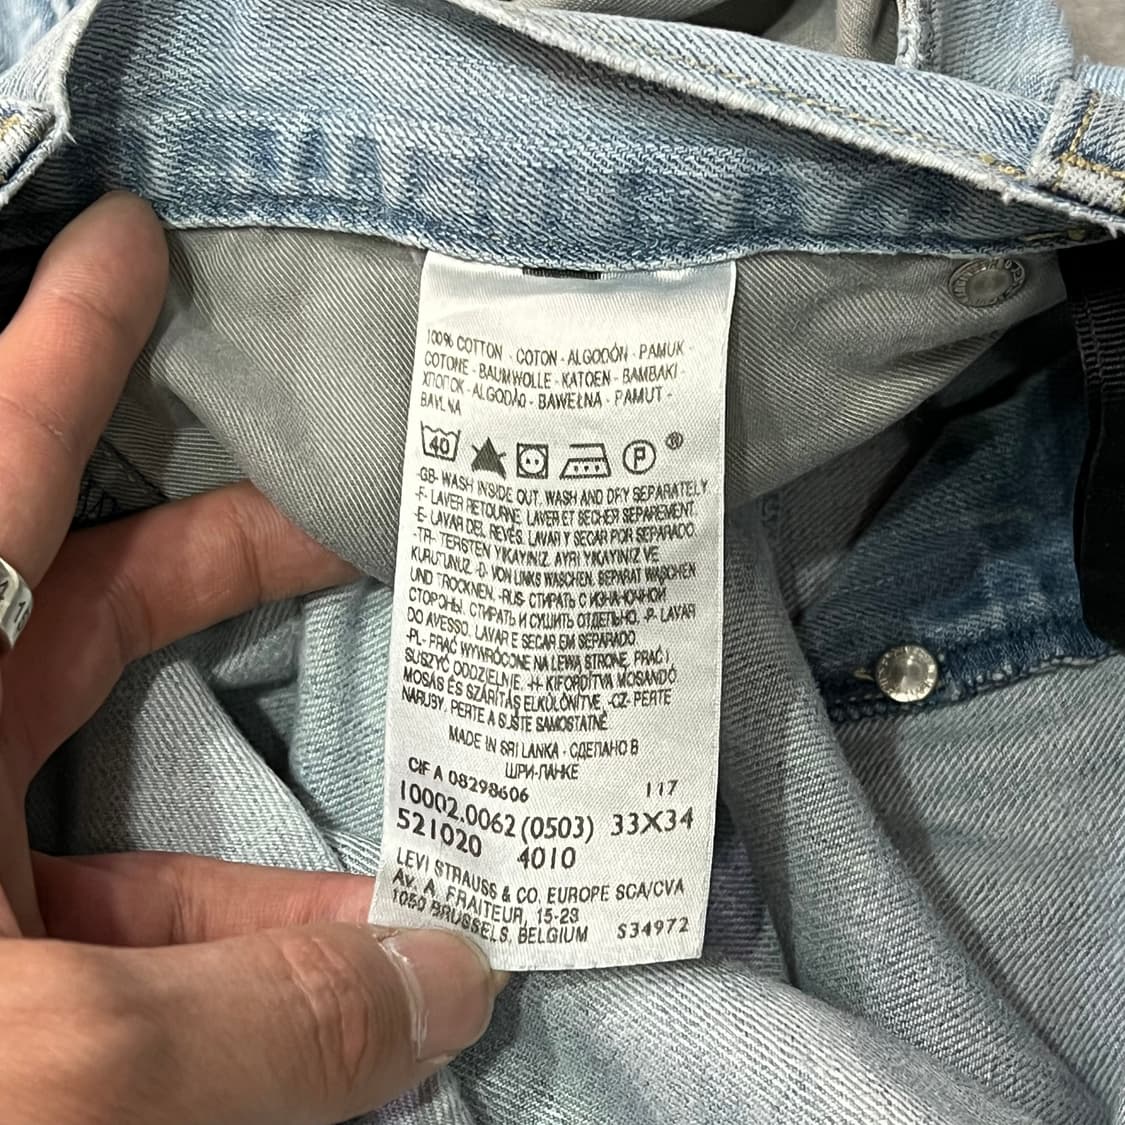 100% COTTON - COTON - ALGODÓN - PAMUK -
COTONE - BAUMWOLLE - KATOEN - BAMBAKI -
ХЛОПОК - ALGODÃO - BAWEŁNA - PAMUT -
BAVLNA
40 P ®
-GB- WASH INSIDE OUT. WASH AND DRY SEPARATELY
-F- LAVER RETOURNE. LAVER ET SECHER SEPAREMENT.
-E- LAVAR DEL REVÉS. LAVAR Y SECAR POR SEPARADO.
-TR- TERSTEN YIKAYINIZ. AYRI YIKAYINIZ VE
KURUTUNUZ -D- VON LINKS WASCHEN. SEPARAT WASCHEN
UND TROCKNEN. -RUS- СТИРАТЬ С ИЗНАНОЧНОЙ
СТОРОНЫ. СТИРАТЬ И СУШИТЬ ОТДЕЛЬНО. -P- LAVAR
DO AVESSO. LAVAR E SECAR EM SEPARADO
-PL- PRAĆ WYWRÓCONE NA LEWĄ STRONĘ. PRAĆ I
SUSZYĆ ODDZIELNIE. -H- KIFORDÍTVA MOSANDÓ
MOSÁS ÉS SZÁRÍTÁS ELKÜLÖNÍTVE. -CZ- PERTE
NARUBY. PERTE A SUŠTE SAMOSTATNĚ
MADE IN SRI LANKA - СДЕЛАНО В
ШРИ-ЛАНКЕ
CIF A 08298606 117
10002.0062 (0503) 33X34
521020 4010
LEVI STRAUSS & CO. EUROPE SCA/CVA
Av. A. FRAITEUR, 15-23
1050 BRUSSELS, BELGIUM S34972